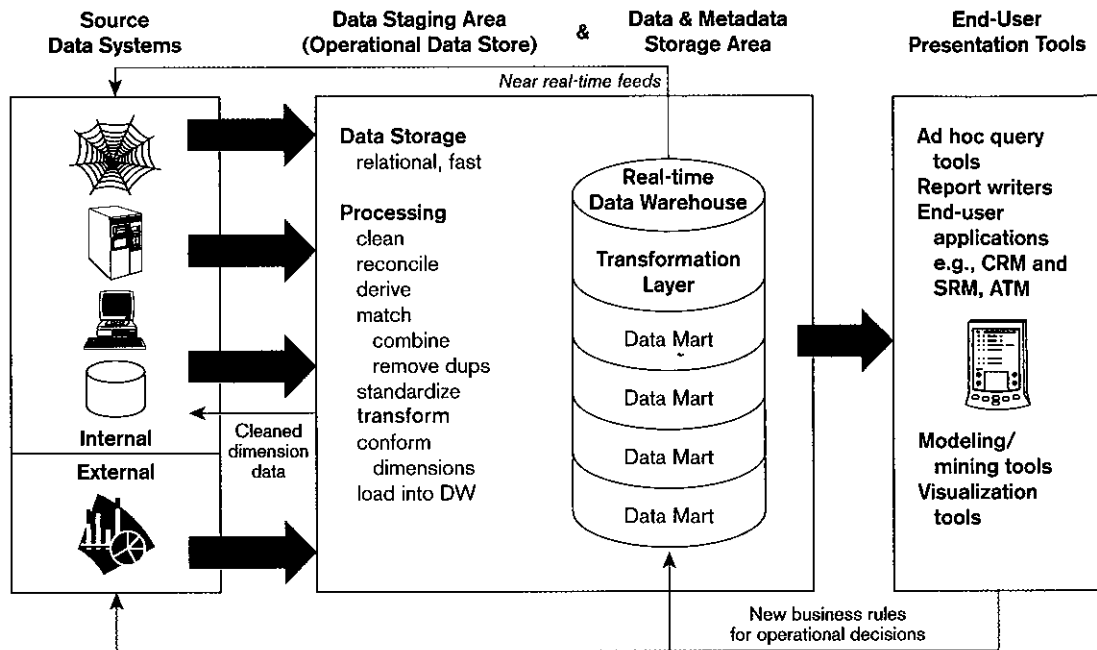 Source
Data Systems
Data Staging Area
(Operational Data Store)
&
Data & Metadata
Storage Area
End-User
Presentation Tools
Near real-time feeds
Data Storage
relational, fast
Processing
clean
reconcile
derive
match
combine
remove dups
standardize
transform
conform
dimensions
load into DW
Internal
External
Cleaned
dimension
data
Real-time
Data Warehouse
Transformation
Layer
Data Mart
Data Mart
Data Mart
Data Mart
Ad hoc query
tools
Report writers
End-user
applications
e.g., CRM and
SRM, ATM
Modeling/
mining tools
Visualization
tools
New business rules
for operational decisions